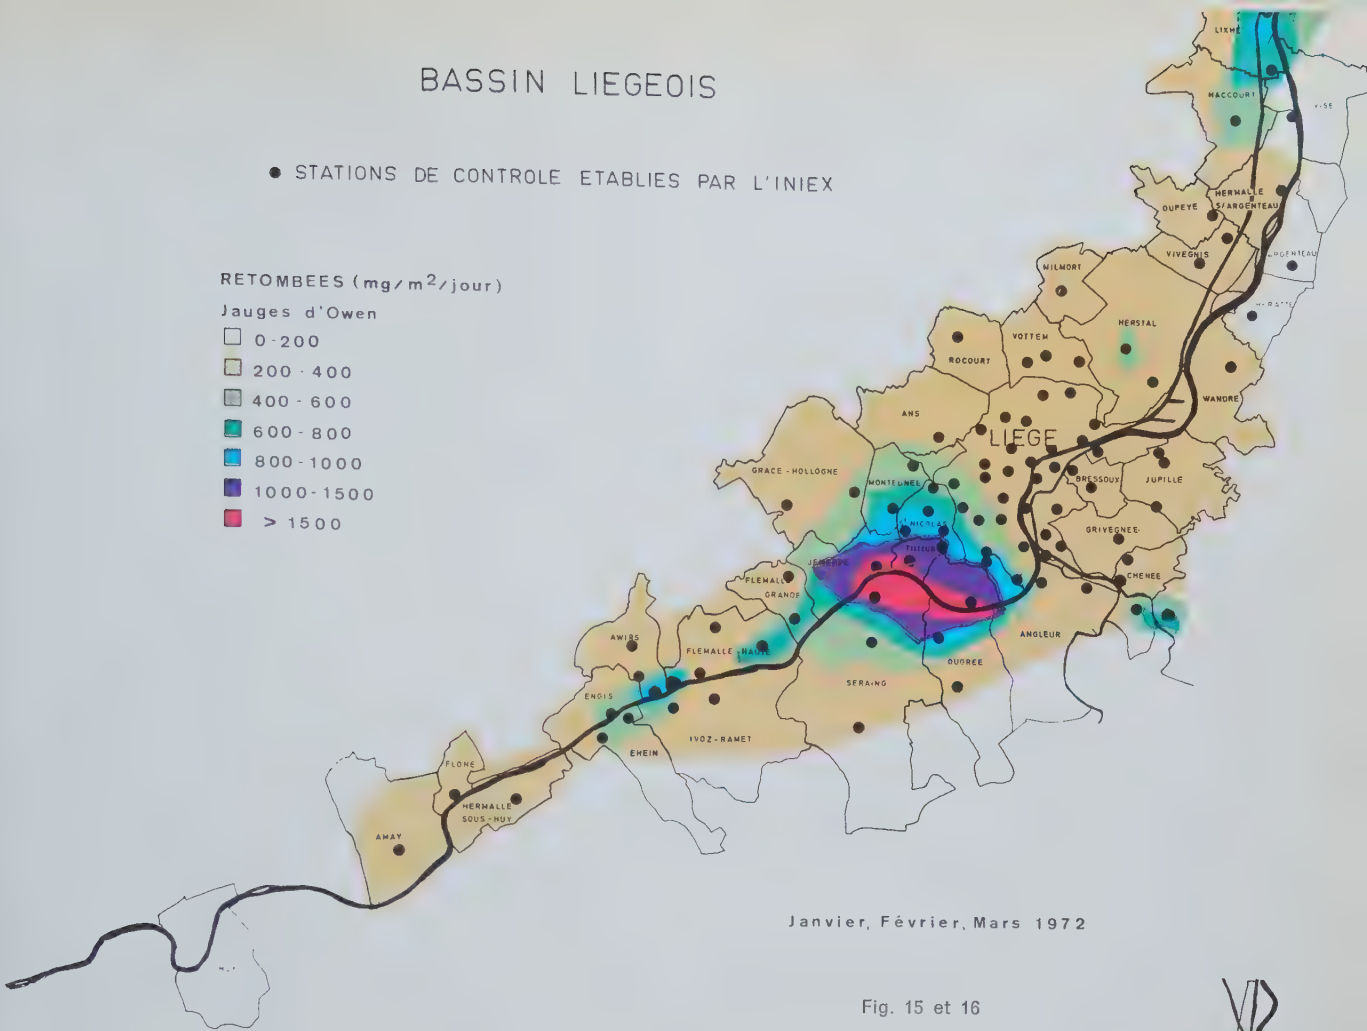 BASSIN LIEGEOIS
● STATIONS DE CONTROLE ETABLIES PAR L'INIEX
RETOMBEES (mg/m²/jour)
Jauges d'Owen
0-200
200-400
400-600
600-800
800-1000
1000-1500
> 1500
LIXHE
HACCOURT
VISE
HERMALLE
S/ARGENTEAU
OUPEYE
VIVEGNIS
ARGENTEAU
MILMORT
HERSTAL
VOTTEM
ROCOURT
WANDRE
ANS
LIEGE
GRACE-HOLLOGNE
MONTEGNEE
BRESSOUX
JUPILLE
NICOLAS
GRIVEGNEE
TILLEUR
JEMEPPE
CHENEE
FLEMALLE
GRANDE
ANGLEUR
AWIRS
FLEMALLE-HAUTE
OUGREE
SERAING
ENGIS
IVOZ-RAMET
EHEIN
FLONE
HERMALLE
SOUS-HUY
AMAY
Janvier, Février, Mars 1972
Fig. 15 et 16